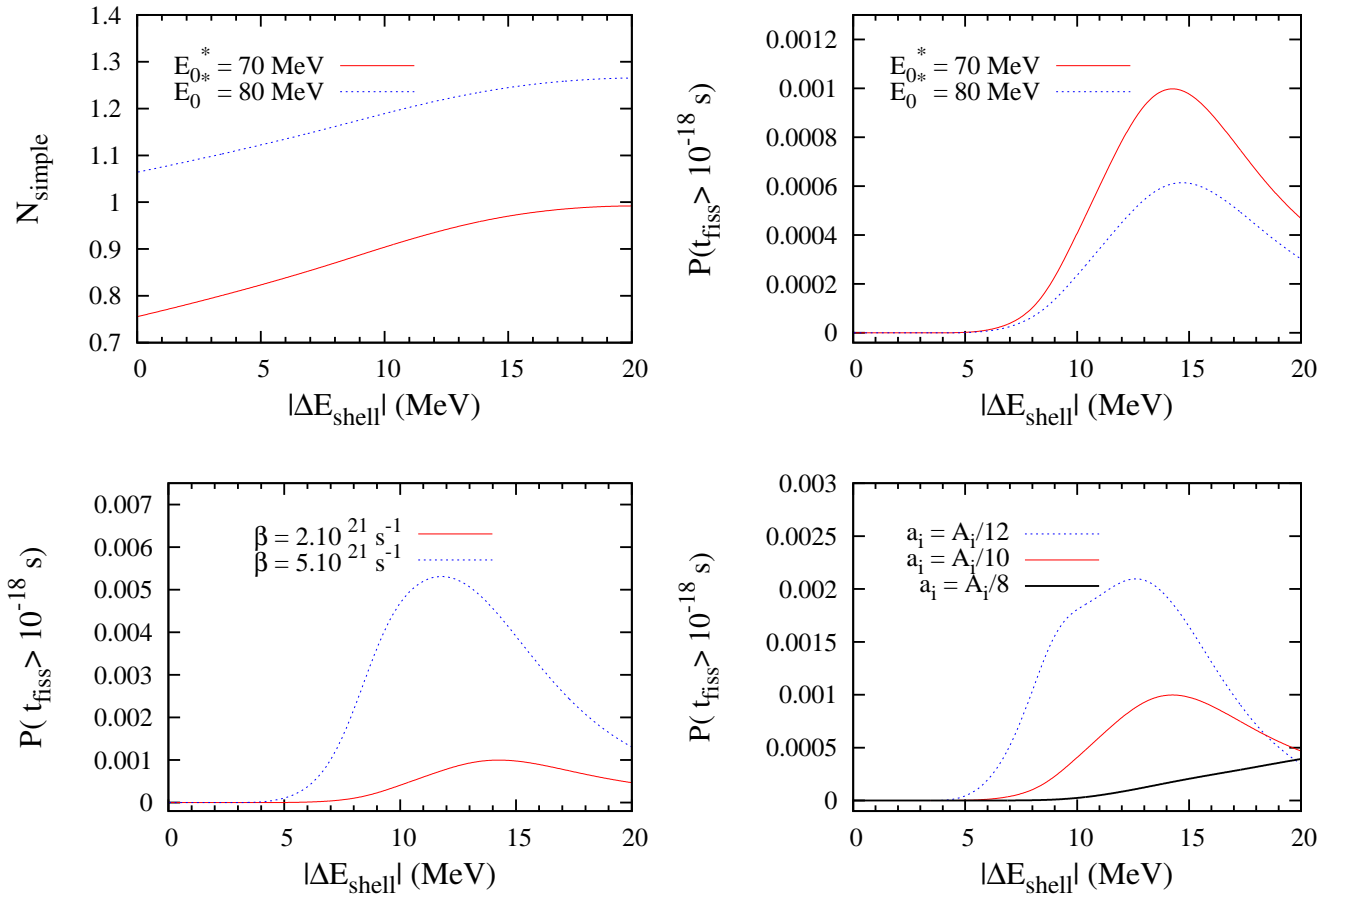 1.4
1.3
1.2
1.1
1
0.9
0.8
0.7
N_simple
E_0^* = 70 MeV
E_0^* = 80 MeV
0 5 10 15 20
|ΔE_shell| (MeV)
0.0012
0.001
0.0008
0.0006
0.0004
0.0002
0
P(t_fiss> 10^-18 s)
E_0^* = 70 MeV
E_0^* = 80 MeV
0 5 10 15 20
|ΔE_shell| (MeV)
0.007
0.006
0.005
0.004
0.003
0.002
0.001
0
P( t_fiss> 10^-18 s)
β = 2.10^21 s^-1
β = 5.10^21 s^-1
0 5 10 15 20
|ΔE_shell| (MeV)
0.003
0.0025
0.002
0.0015
0.001
0.0005
0
P( t_fiss> 10^-18 s)
a_i = A_i/12
a_i = A_i/10
a_i = A_i/8
0 5 10 15 20
|ΔE_shell| (MeV)